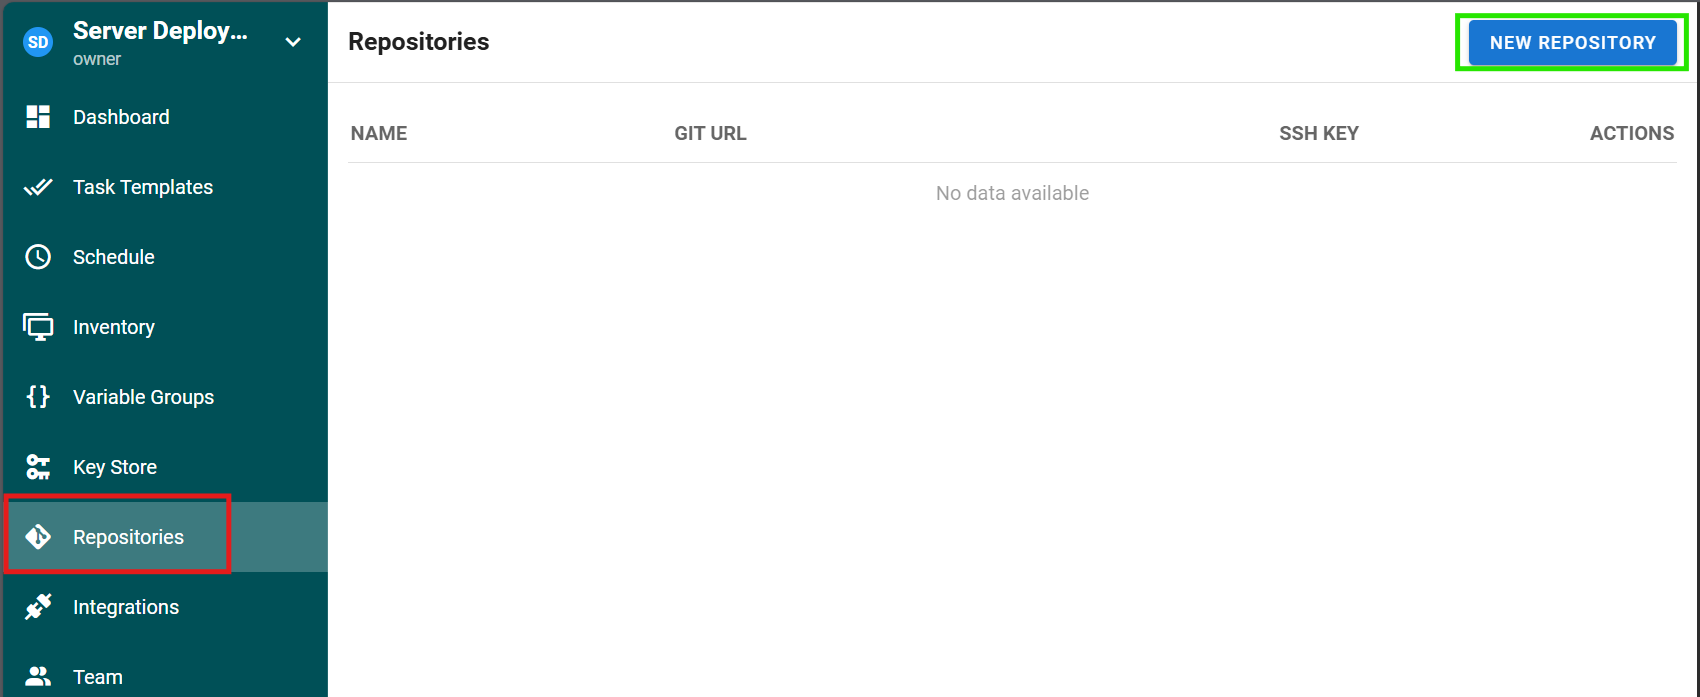 SD
Server Deploy...
owner
Dashboard
Task Templates
Schedule
Inventory
Variable Groups
Key Store
Repositories
Integrations
Team
Repositories
NEW REPOSITORY
NAME GIT URL SSH KEY ACTIONS
No data available